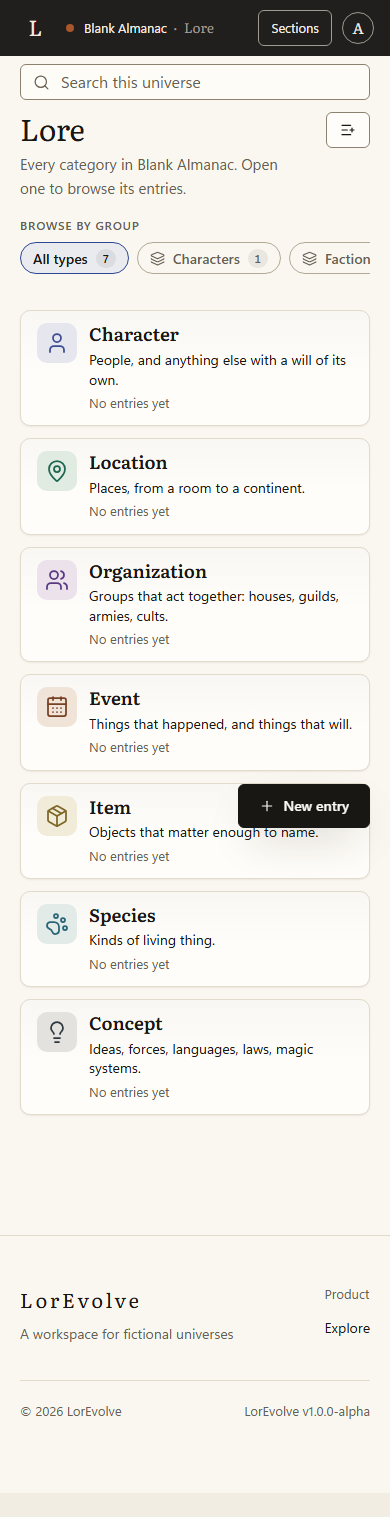 L
Blank Almanac · Lore
Sections
A
Search this universe
Lore
Every category in Blank Almanac. Open
one to browse its entries.
BROWSE BY GROUP
All types 7
Characters 1
Faction
Character
People, and anything else with a will of its
own.
No entries yet
Location
Places, from a room to a continent.
No entries yet
Organization
Groups that act together: houses, guilds,
armies, cults.
No entries yet
Event
Things that happened, and things that will.
No entries yet
Item
New entry
Objects that matter enough to name.
No entries yet
Species
Kinds of living thing.
No entries yet
Concept
Ideas, forces, languages, laws, magic
systems.
No entries yet
LorEvolve
A workspace for fictional universes
Product
Explore
© 2026 LorEvolve
LorEvolve v1.0.0-alpha